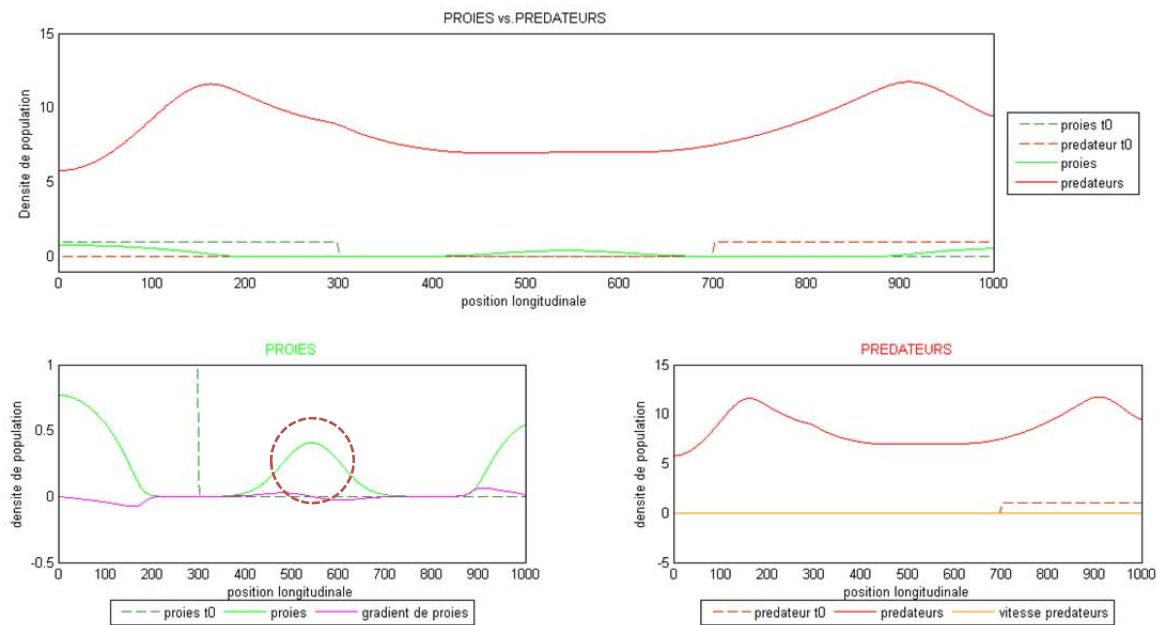 PROIES vs.PREDATEURS
15
10
5
0
Densite de population
0 100 200 300 400 500 600 700 800 900 1000
position longitudinale
proies t0
predateur t0
proies
predateurs
PROIES
1
0.5
0
-0.5
densite de population
0 100 200 300 400 500 600 700 800 900 1000
position longitudinale
proies t0 proies gradient de proies
PREDATEURS
15
10
5
0
-5
densite de population
0 100 200 300 400 500 600 700 800 900 1000
position longitudinale
predateur t0 predateurs vitesse predateurs